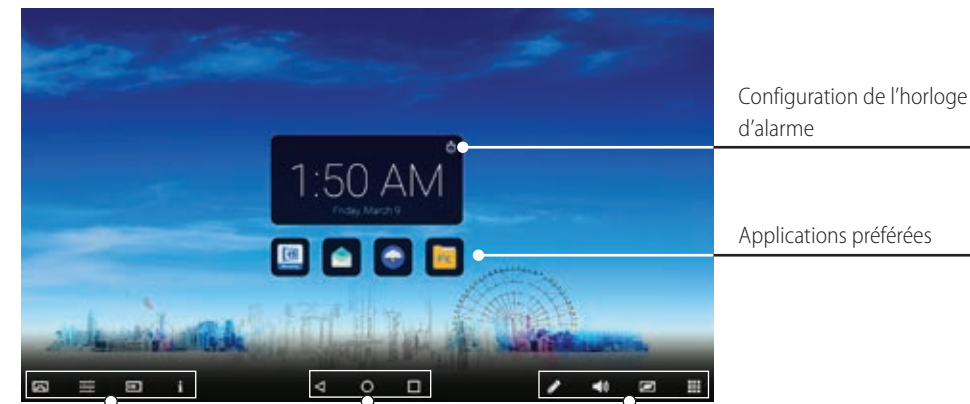 Configuration de l’horloge
d’alarme
1:50 AM
Friday, March 9
Applications préférées